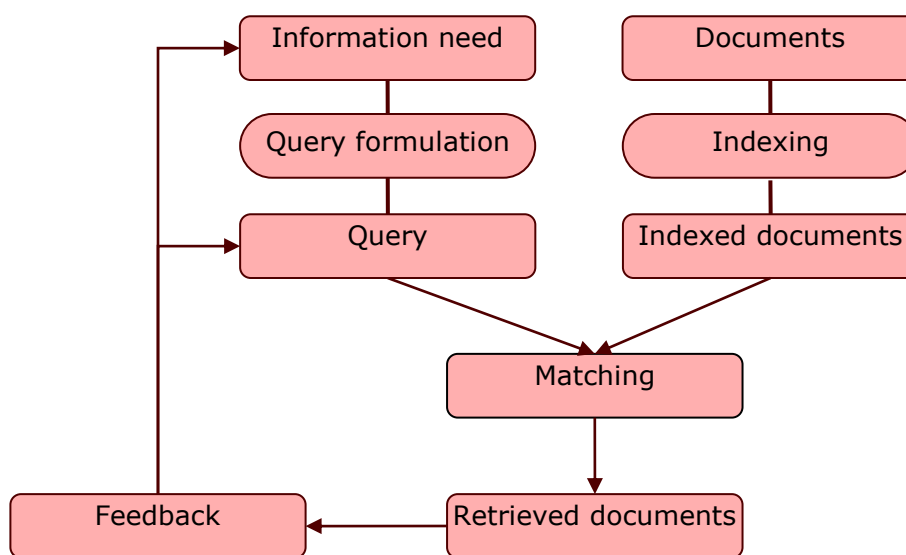 Information need
Documents
Query formulation
Indexing
Query
Indexed documents
Matching
Feedback
Retrieved documents